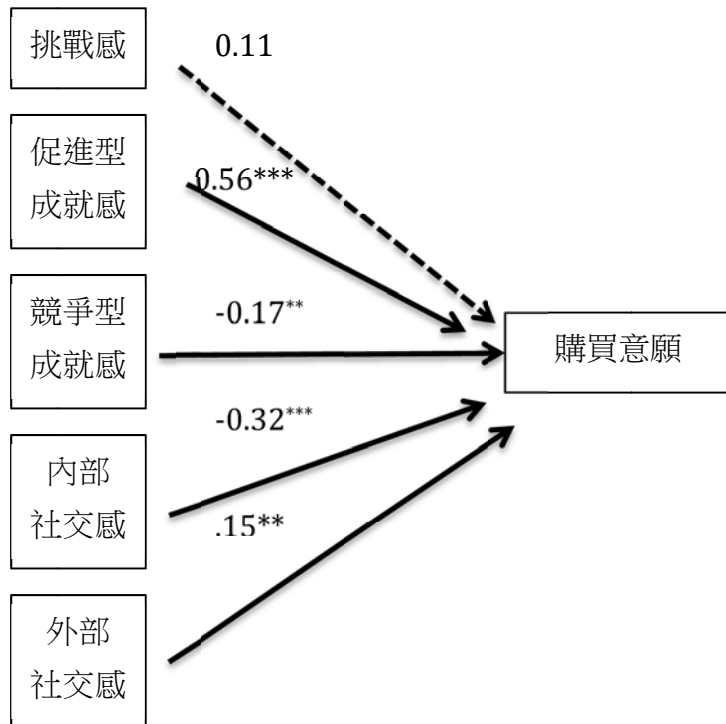 挑戰感
0.11
促進型
成就感
0.56***
競爭型
成就感
-0.17**
購買意願
-0.32***
內部
社交感
.15**
外部
社交感